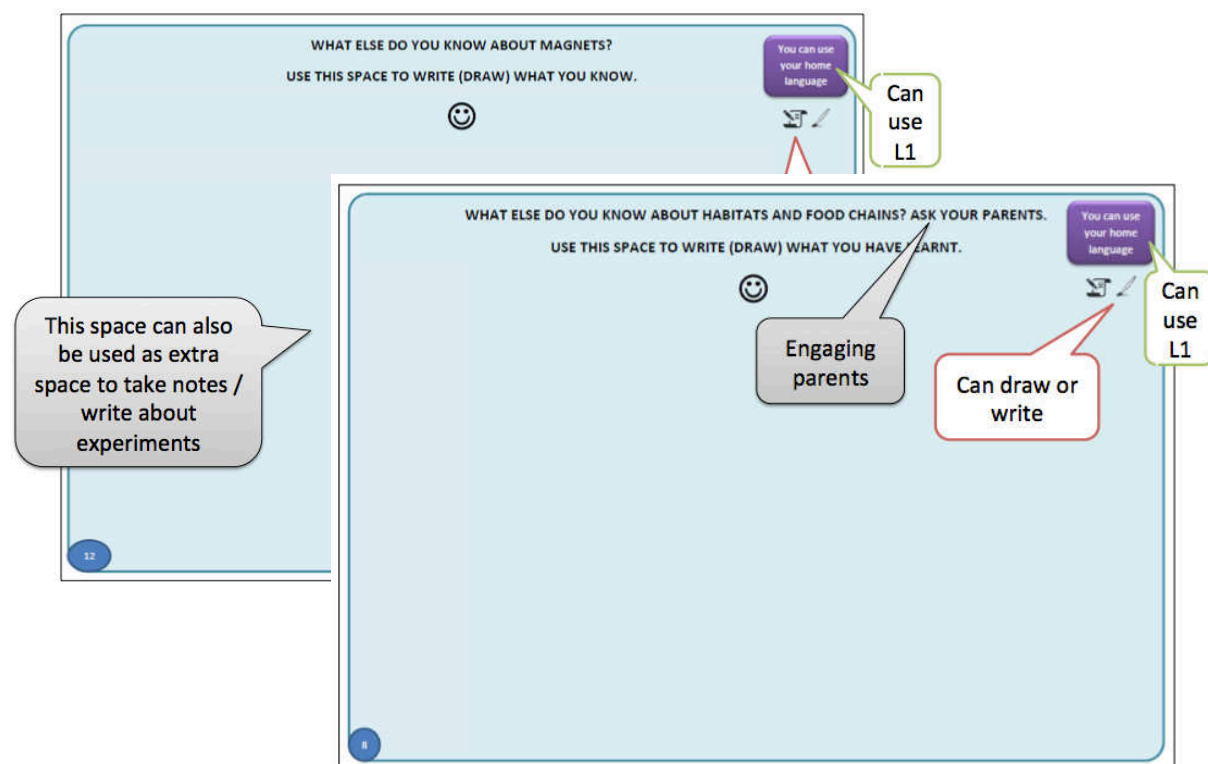 WHAT ELSE DO YOU KNOW ABOUT MAGNETS?
USE THIS SPACE TO WRITE (DRAW) WHAT YOU KNOW.
You can use
your home
language
Can
use
L1
WHAT ELSE DO YOU KNOW ABOUT HABITATS AND FOOD CHAINS? ASK YOUR PARENTS.
USE THIS SPACE TO WRITE (DRAW) WHAT YOU HAVE LEARNT.
You can use
your home
language
Can
use
L1
This space can also
be used as extra
space to take notes /
write about
experiments
Engaging
parents
Can draw or
write
12
8